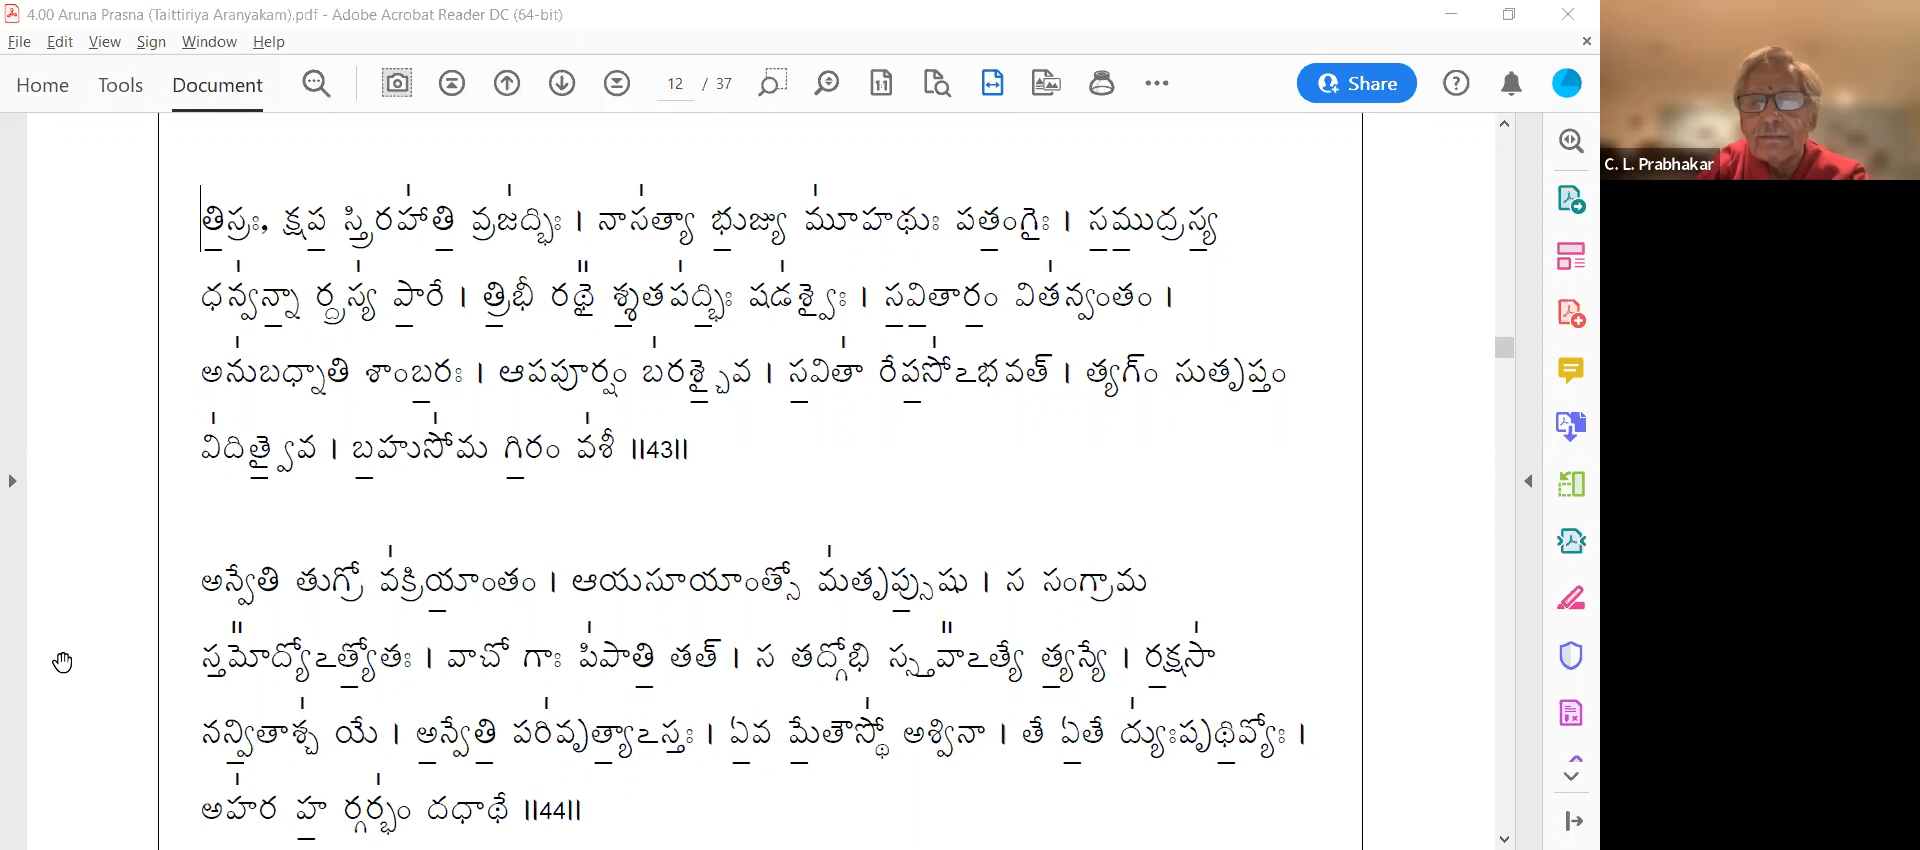 4.00 Aruna Prasna (Taittiriya Aranyakam).pdf - Adobe Acrobat Reader DC (64-bit)
File Edit View Sign Window Help
Home Tools Document 12 / 37 Share
C. L. Prabhakar
తిస్రః, క్షప స్త్రిరహాతి వ్రజద్భిః । నాసత్యా భుజ్యు మూహథుః పతంగైః । సముద్రస్య
ధన్వన్నా ర్ద్రస్య పారే । త్రిభీ రథై శ్శతపద్భిః షడశ్వైః । సవితారం వితన్వంతం ।
అనుబధ్నాతి శాంబరః । ఆపపూర్షం బరశ్చైవ । సవితా రేపసోఽభవత్ । త్యగ్ం సుతృప్తం
విదిత్వైవ । బహుసోమ గిరం వశీ ॥43॥
అన్వేతి తుగ్రో వక్రియాంతం । ఆయసూయాంత్సో మతృప్సుషు । స సంగ్రామ
స్తమోద్యోఽత్యోతః । వాచో గాః పిపాతి తత్ । స తద్గోభి స్స్తవాఽత్యే త్యన్యే । రక్షసా
నన్వితాశ్చ యే । అన్వేతి పరివృత్యాఽస్తః । ఏవ మేతౌస్థో అశ్వినా । తే ఏతే ద్యుఃపృథివ్యోః ।
అహర హ ర్గర్భం దధాథే ॥44॥